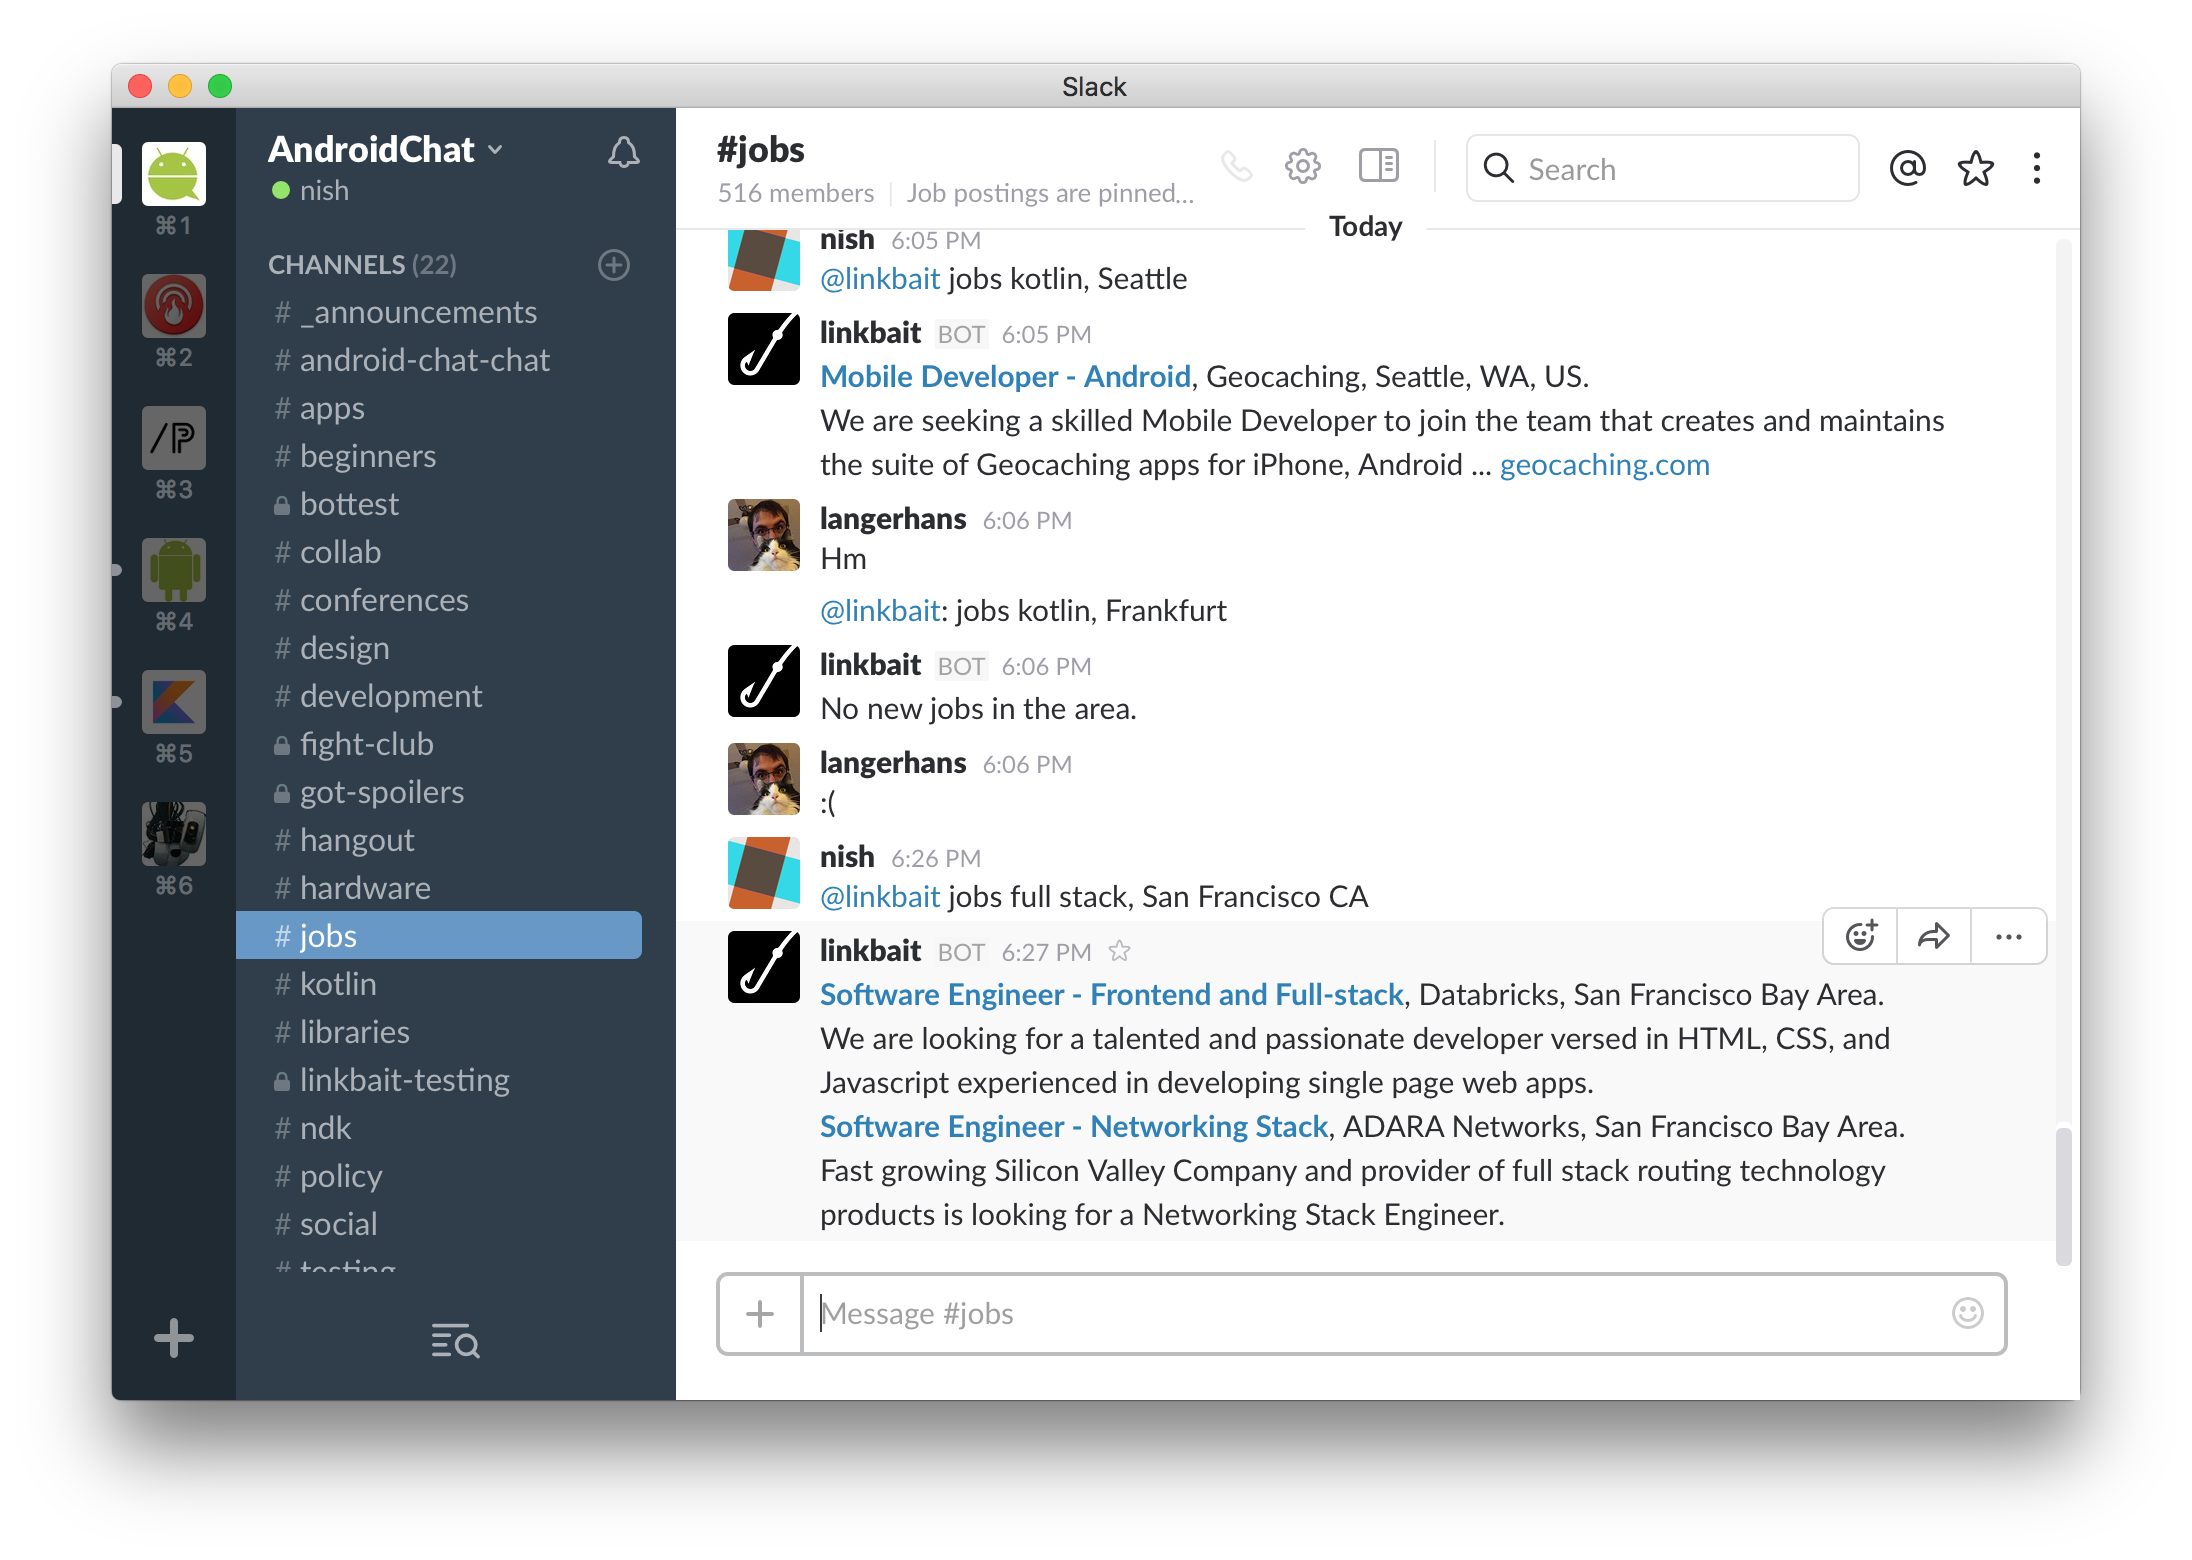 Slack
⌘1
⌘2
/P
⌘3
⌘4
⌘5
⌘6
AndroidChat
nish
CHANNELS (22)
# _announcements
# android-chat-chat
# apps
# beginners
bottest
# collab
# conferences
# design
# development
fight-club
got-spoilers
# hangout
# hardware
# jobs
# kotlin
# libraries
linkbait-testing
# ndk
# policy
# social
# testing
#jobs
516 members | Job postings are pinned...
Search
Today
nish 6:05 PM
@linkbait jobs kotlin, Seattle
linkbait BOT 6:05 PM
Mobile Developer - Android, Geocaching, Seattle, WA, US.
We are seeking a skilled Mobile Developer to join the team that creates and maintains
the suite of Geocaching apps for iPhone, Android ... geocaching.com
langerhans 6:06 PM
Hm
@linkbait: jobs kotlin, Frankfurt
linkbait BOT 6:06 PM
No new jobs in the area.
langerhans 6:06 PM
:(
nish 6:26 PM
@linkbait jobs full stack, San Francisco CA
linkbait BOT 6:27 PM
Software Engineer - Frontend and Full-stack, Databricks, San Francisco Bay Area.
We are looking for a talented and passionate developer versed in HTML, CSS, and
Javascript experienced in developing single page web apps.
Software Engineer - Networking Stack, ADARA Networks, San Francisco Bay Area.
Fast growing Silicon Valley Company and provider of full stack routing technology
products is looking for a Networking Stack Engineer.
Message #jobs